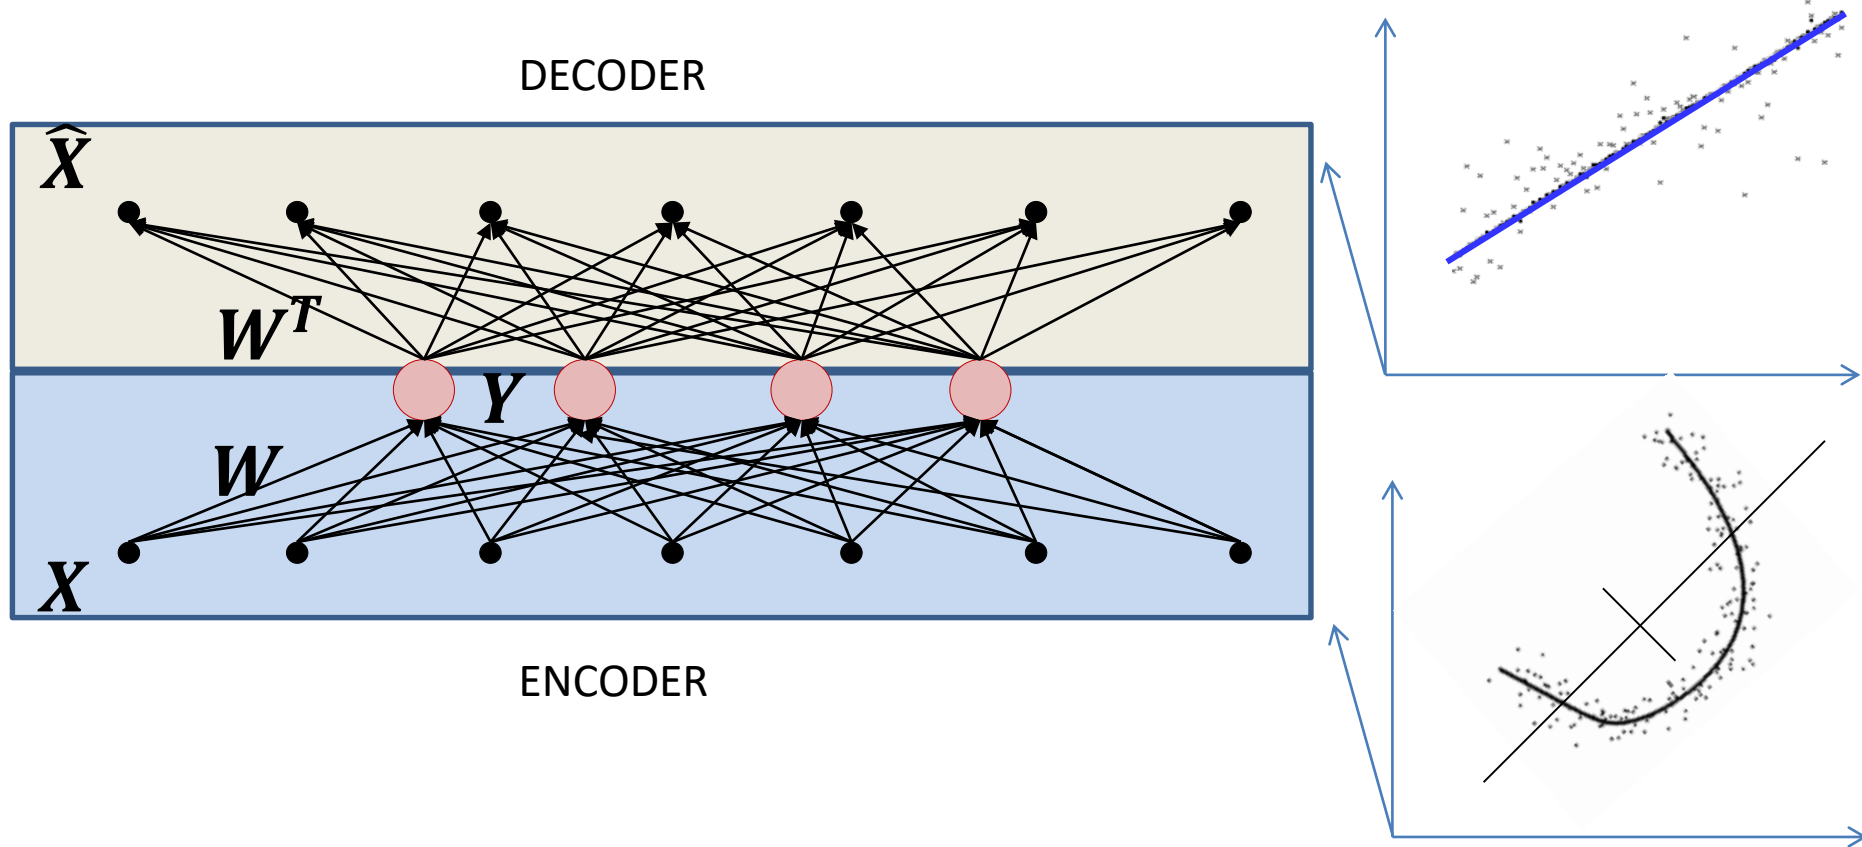 DECODER
X̂
W^T
Y
W
X
ENCODER